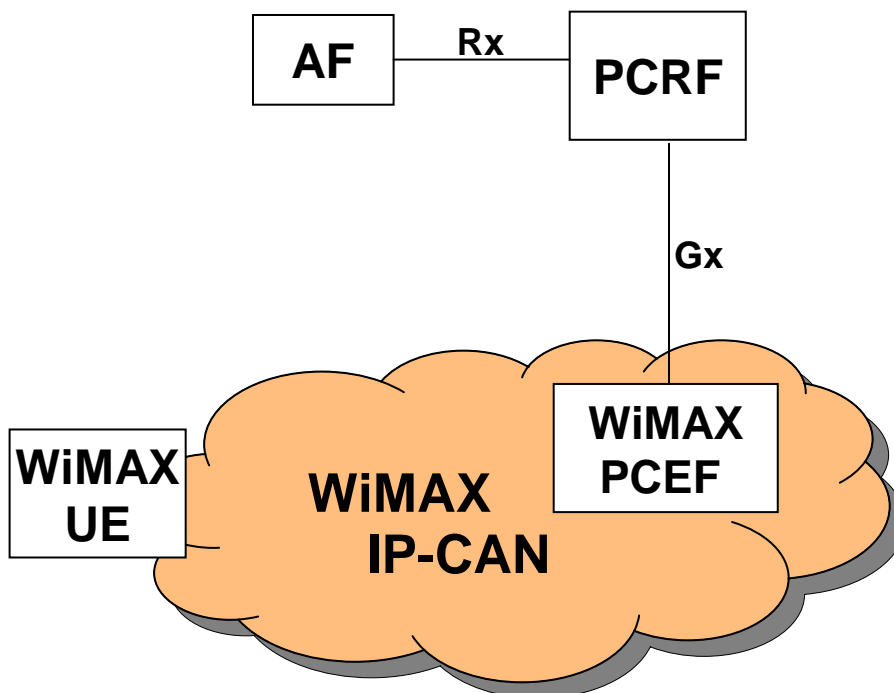 AF
Rx
PCRF
Gx
WiMAX
PCEF
WiMAX
UE
WiMAX
IP-CAN